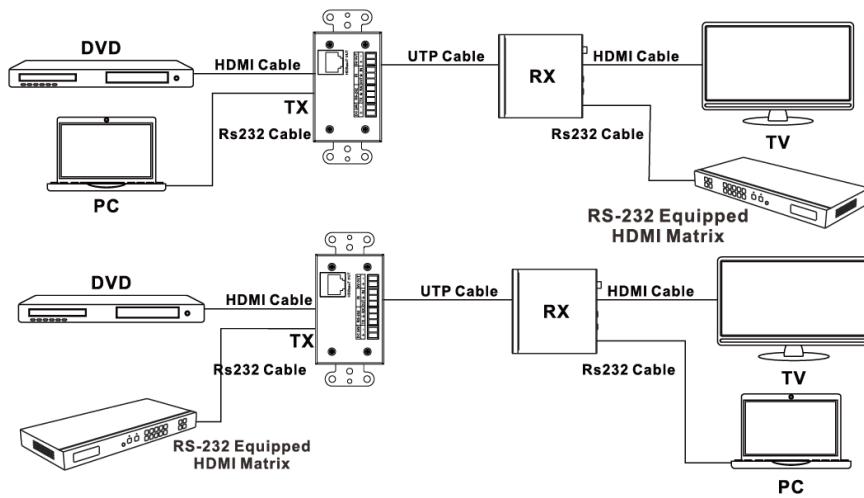 DVD
HDMI Cable
UTP Cable
HDMI Cable
RX
TX
Rs232 Cable
Rs232 Cable
TV
PC
RS-232 Equipped
HDMI Matrix
DVD
HDMI Cable
UTP Cable
HDMI Cable
RX
TX
Rs232 Cable
Rs232 Cable
TV
RS-232 Equipped
HDMI Matrix
PC